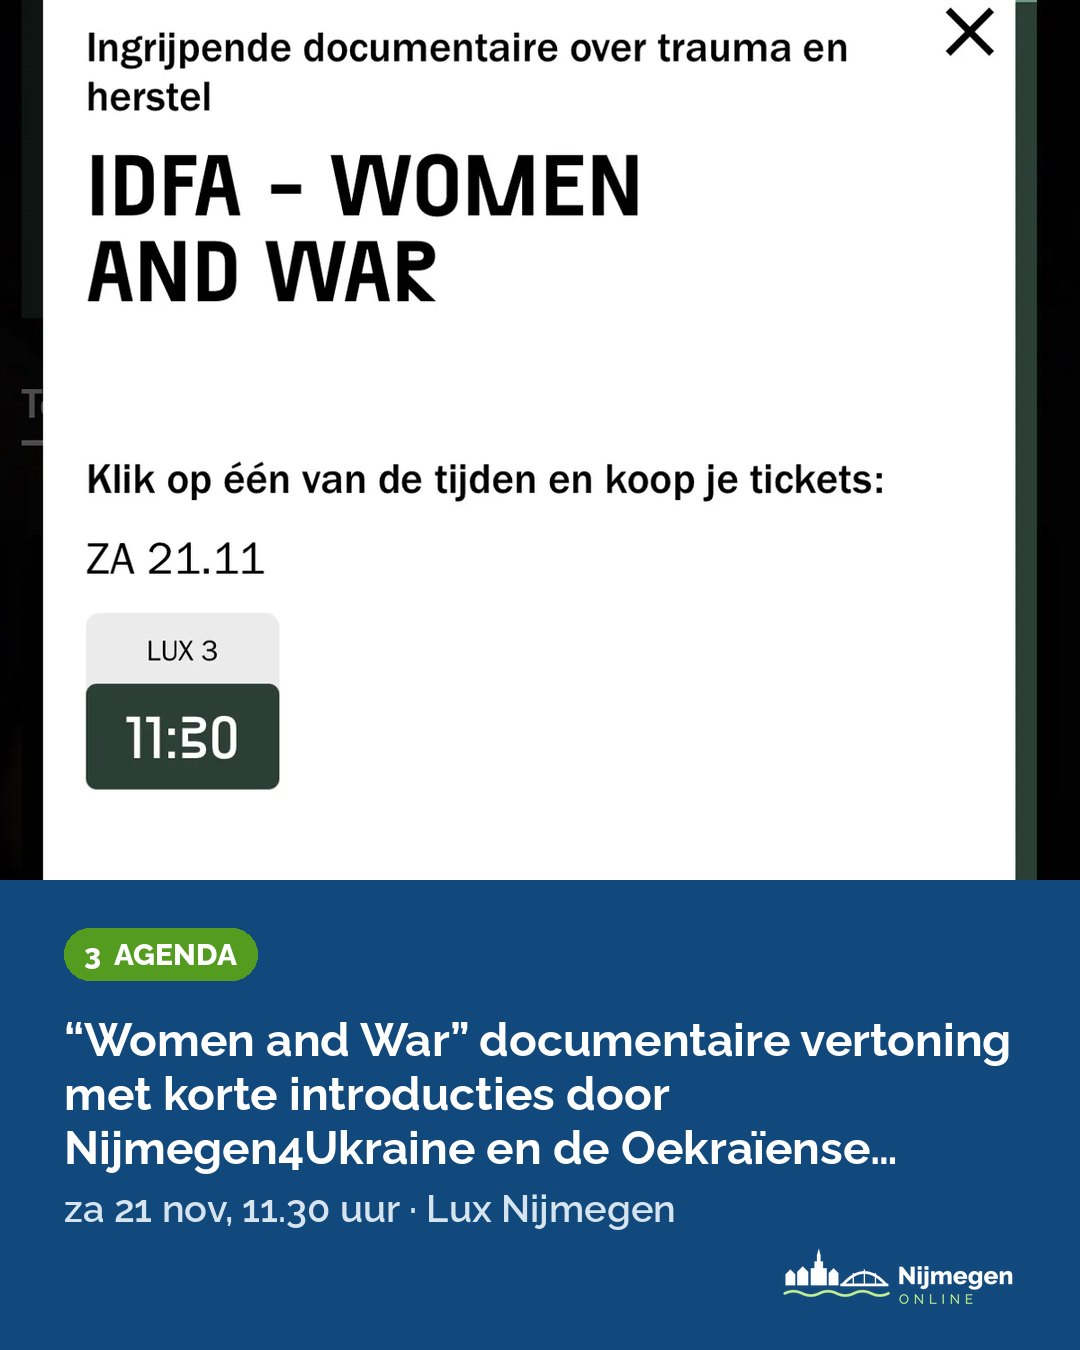 Ingrijpende documentaire over trauma en
herstel
IDFA - WOMEN
AND WAR
Klik op één van de tijden en koop je tickets:
ZA 21.11
LUX 3
11:30
3 AGENDA
“Women and War” documentaire vertoning
met korte introducties door
Nijmegen4Ukraine en de Oekraïense...
za 21 nov, 11.30 uur · Lux Nijmegen
Nijmegen
ONLINE